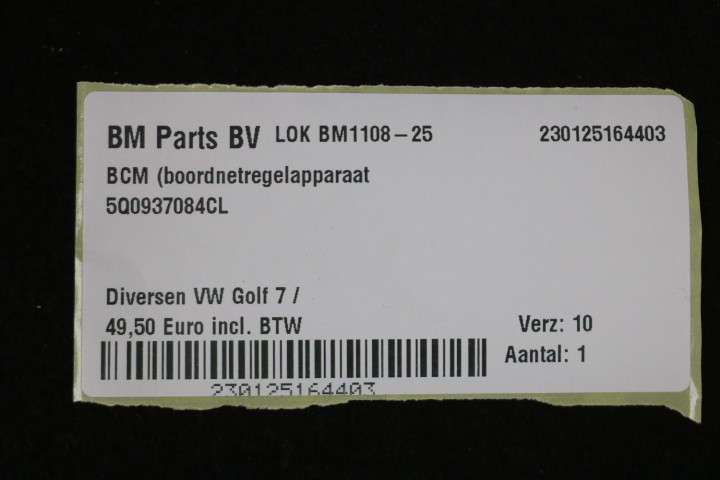 BM Parts BV LOK BM1108-25 230125164403
BCM (boordnetregelapparaat
5Q0937084CL
Diversen VW Golf 7 /
49,50 Euro incl. BTW Verz: 10
Aantal: 1
230125164403